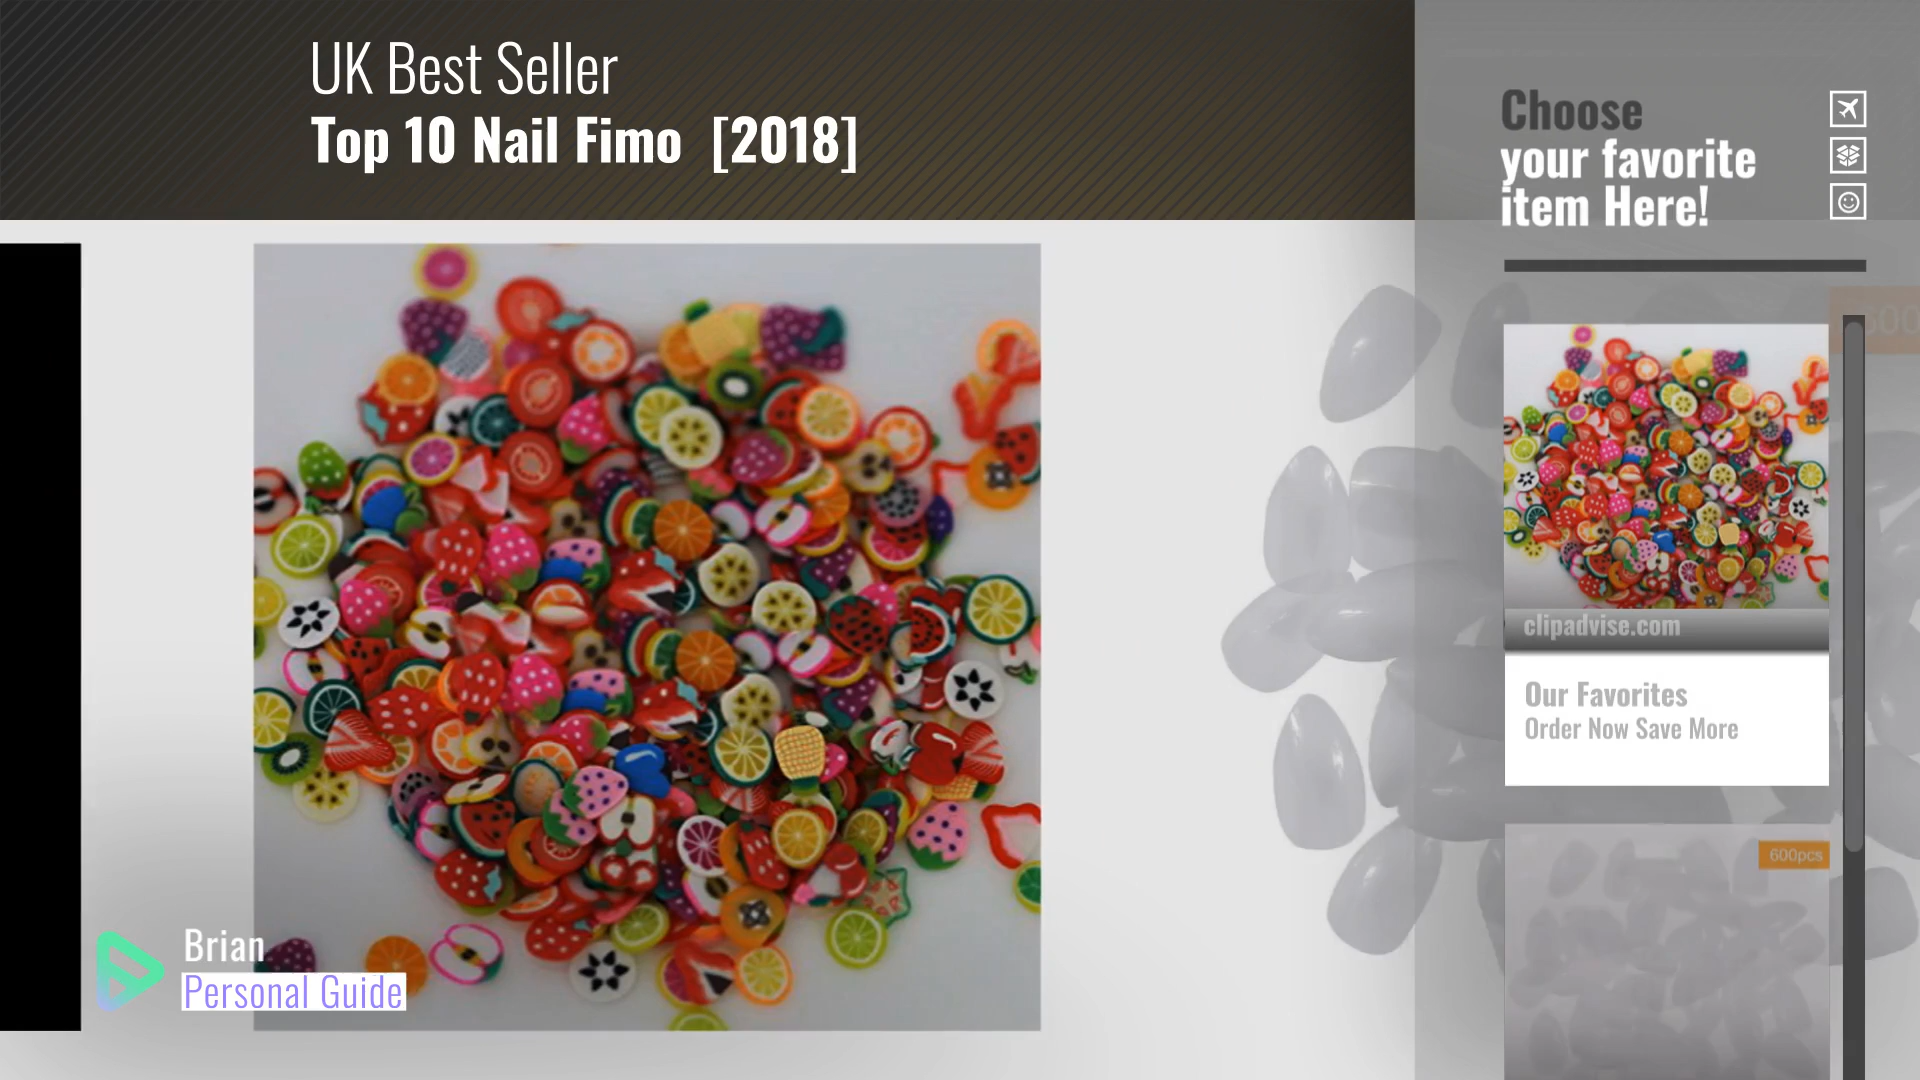 UK Best Seller
Top 10 Nail Fimo [2018]
Choose
your favorite
item Here!
clipadvise.com
Our Favorites
Order Now Save More
600pcs
Brian
Personal Guide